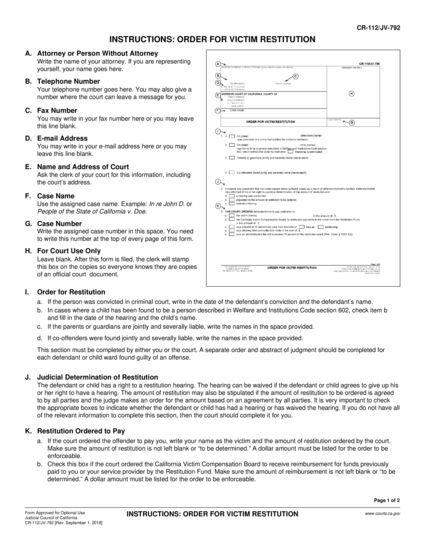 CR-112/JV-792
INSTRUCTIONS: ORDER FOR VICTIM RESTITUTION
A. Attorney or Person Without Attorney
Write the name of your attorney. If you are representing
yourself, your name goes here.
B. Telephone Number
Your telephone number goes here. You may also give a
number where the court can leave a message for you.
C. Fax Number
You may write in your fax number here or you may leave
this line blank.
D. E-mail Address
You may write in your e-mail address here or you may
leave this line blank.
E. Name and Address of Court
Ask the clerk of your court for this information, including
the court's address.
F. Case Name
Use the assigned case name. Example: In re John D. or
People of the State of California v. Doe.
G. Case Number
Write the assigned case number in this space. You need
to write this number at the top of every page of this form.
H. For Court Use Only
Leave blank. After this form is filed, the clerk will stamp
this box on the copies so everyone knows they are copies
of an official court document.
CR-110/JV-790
ORDER FOR VICTIM RESTITUTION
ORDER FOR VICTIM RESTITUTION
I. Order for Restitution
a. If the person was convicted in criminal court, write in the date of the defendant's conviction and the defendant's name.
b. In cases where a child has been found to be a person described in Welfare and Institutions Code section 602, check item b
and fill in the date of the hearing and the child's name.
c. If the parents or guardians are jointly and severally liable, write the names in the space provided.
d. If co-offenders were found jointly and severally liable, write the names in the space provided.
This section must be completed by either you or the court. A separate order and abstract of judgment should be completed for
each defendant or child ward found guilty of an offense.
J. Judicial Determination of Restitution
The defendant or child has a right to a restitution hearing. The hearing can be waived if the defendant or child agrees to give up his
or her right to have a hearing. The amount of restitution may also be stipulated if the amount of restitution to be ordered is agreed
to by all parties and the judge makes an order for the amount based on an agreement by all parties. It is very important to check
the appropriate boxes to indicate whether the defendant or child has had a hearing or has waived the hearing. If you do not have all
of the relevant information to complete this section, then the court should complete it for you.
K. Restitution Ordered to Pay
a. If the court ordered the offender to pay you, write your name as the victim and the amount of restitution ordered by the court.
Make sure the amount of restitution is not left blank or "to be determined." A dollar amount must be listed for the order to be
enforceable.
b. Check this box if the court ordered the California Victim Compensation Board to receive reimbursement for funds previously
paid to you or your service provider by the Restitution Fund. Make sure the amount of reimbursement is not left blank or "to be
determined." A dollar amount must be listed for the order to be enforceable.
Page 1 of 2
Form Approved for Optional Use
Judicial Council of California
CR-112/JV-792 [Rev. September 1, 2018]
INSTRUCTIONS: ORDER FOR VICTIM RESTITUTION
www.courts.ca.gov